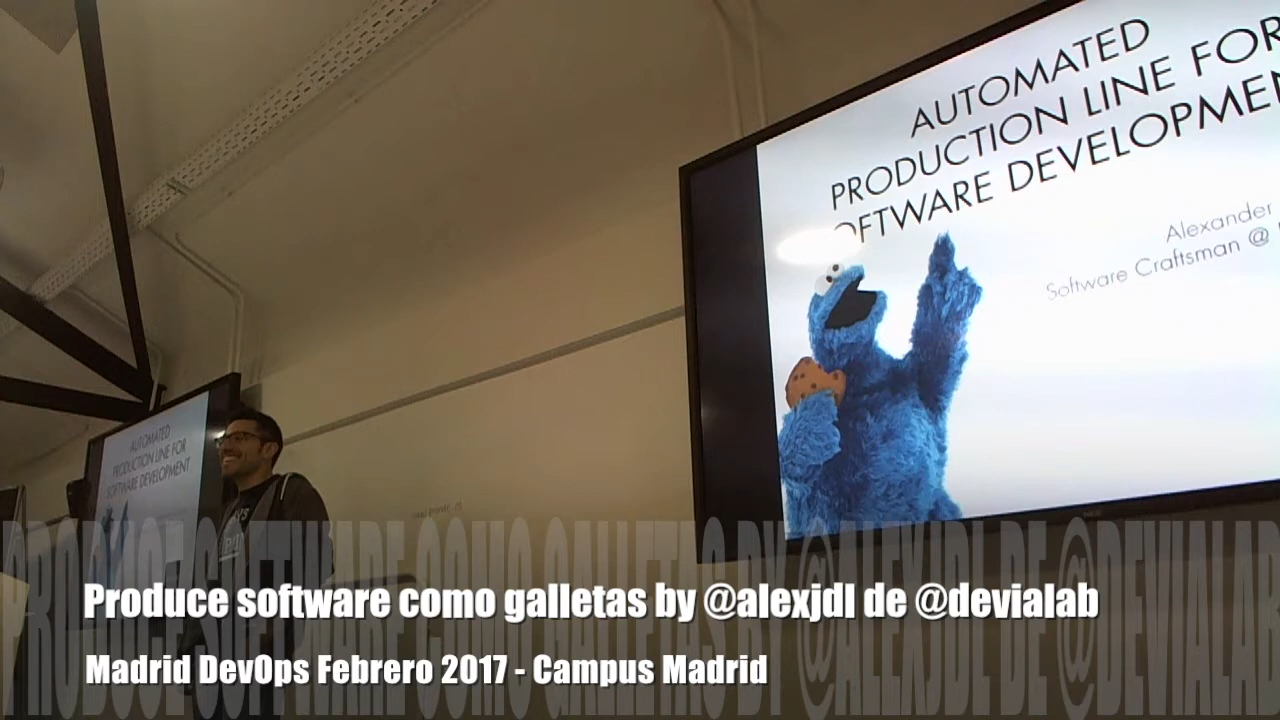 AUTOMATED
PRODUCTION LINE FOR
SOFTWARE DEVELOPMENT
AUTOMATED
PRODUCTION LINE FOR
OFTWARE DEVELOPMEN
Alexander
Software Craftsman @
PRODUCE SOFTWARE COMO GALLETAS BY @ALEXJDL DE @DEVIALAB
Produce software como galletas by @alexjdl de @devialab
Madrid DevOps Febrero 2017 - Campus Madrid